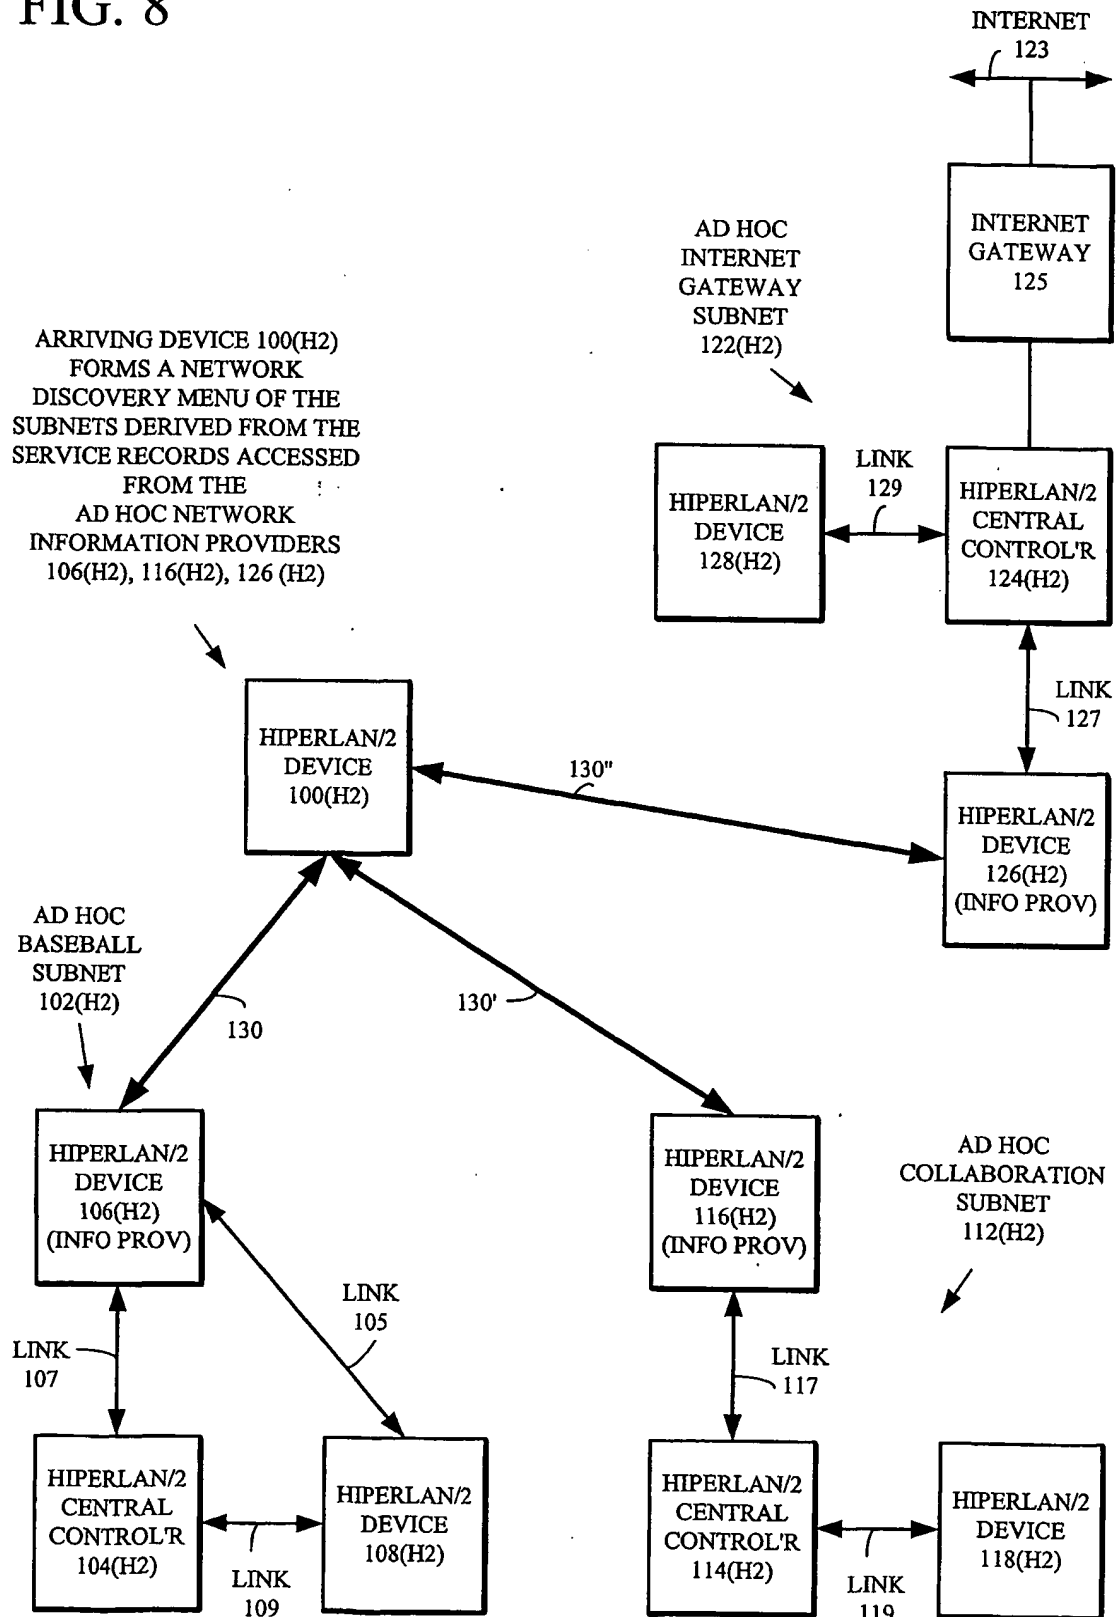 FIG. 8
INTERNET
123
INTERNET
GATEWAY
125
AD HOC
INTERNET
GATEWAY
SUBNET
122(H2)
ARRIVING DEVICE 100(H2)
FORMS A NETWORK
DISCOVERY MENU OF THE
SUBNETS DERIVED FROM THE
SERVICE RECORDS ACCESSED
FROM THE
AD HOC NETWORK
INFORMATION PROVIDERS
106(H2), 116(H2), 126 (H2)
HIPERLAN/2
DEVICE
128(H2)
LINK
129
HIPERLAN/2
CENTRAL
CONTROL'R
124(H2)
LINK
127
HIPERLAN/2
DEVICE
100(H2)
130"
HIPERLAN/2
DEVICE
126(H2)
(INFO PROV)
AD HOC
BASEBALL
SUBNET
102(H2)
130
130'
HIPERLAN/2
DEVICE
106(H2)
(INFO PROV)
HIPERLAN/2
DEVICE
116(H2)
(INFO PROV)
AD HOC
COLLABORATION
SUBNET
112(H2)
LINK
105
LINK
107
LINK
117
HIPERLAN/2
CENTRAL
CONTROL'R
104(H2)
LINK
109
HIPERLAN/2
DEVICE
108(H2)
HIPERLAN/2
CENTRAL
CONTROL'R
114(H2)
LINK
119
HIPERLAN/2
DEVICE
118(H2)